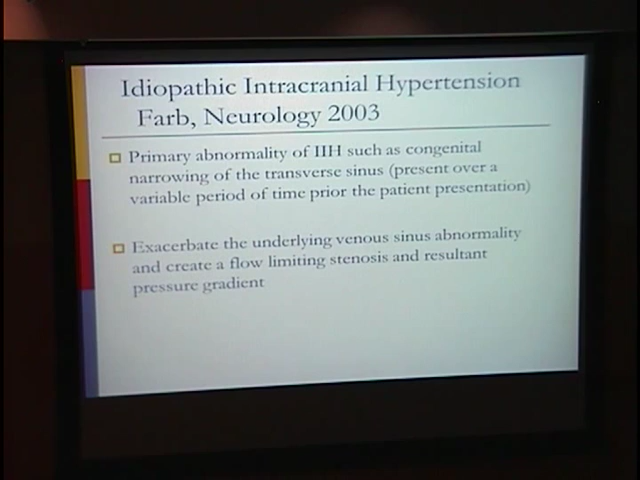 Idiopathic Intracranial Hypertension
Farb, Neurology 2003
Primary abnormality of IIH such as congenital
narrowing of the transverse sinus (present over a
variable period of time prior the patient presentation)
Exacerbate the underlying venous sinus abnormality
and create a flow limiting stenosis and resultant
pressure gradient